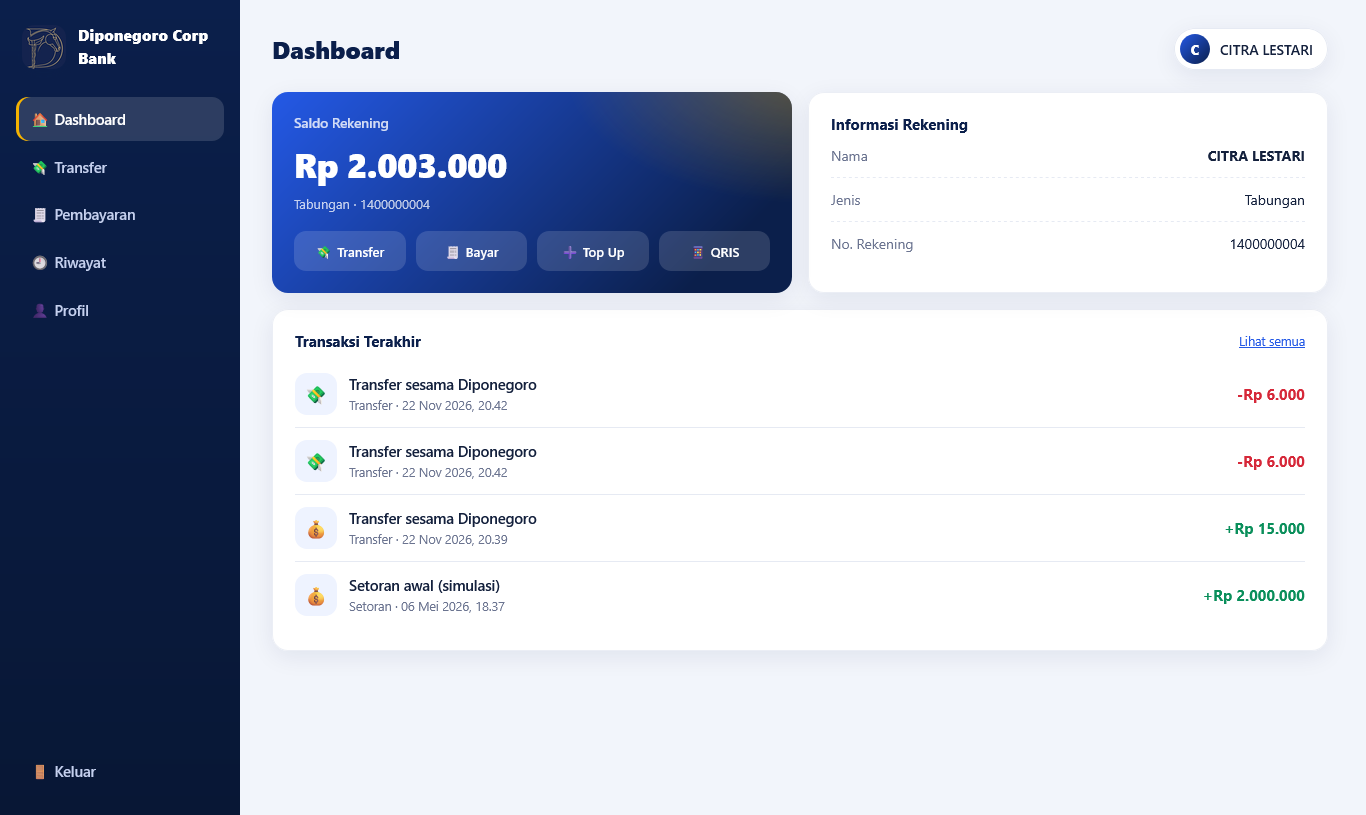 Diponegoro Corp
Bank
Dashboard
Transfer
Pembayaran
Riwayat
Profil
Keluar
Dashboard
C CITRA LESTARI
Saldo Rekening
Rp 2.003.000
Tabungan · 1400000004
Transfer Bayar Top Up QRIS
Informasi Rekening
Nama CITRA LESTARI
Jenis Tabungan
No. Rekening 1400000004
Transaksi Terakhir Lihat semua
Transfer sesama Diponegoro
Transfer · 22 Nov 2026, 20.42
-Rp 6.000
Transfer sesama Diponegoro
Transfer · 22 Nov 2026, 20.42
-Rp 6.000
Transfer sesama Diponegoro
Transfer · 22 Nov 2026, 20.39
+Rp 15.000
Setoran awal (simulasi)
Setoran · 06 Mei 2026, 18.37
+Rp 2.000.000